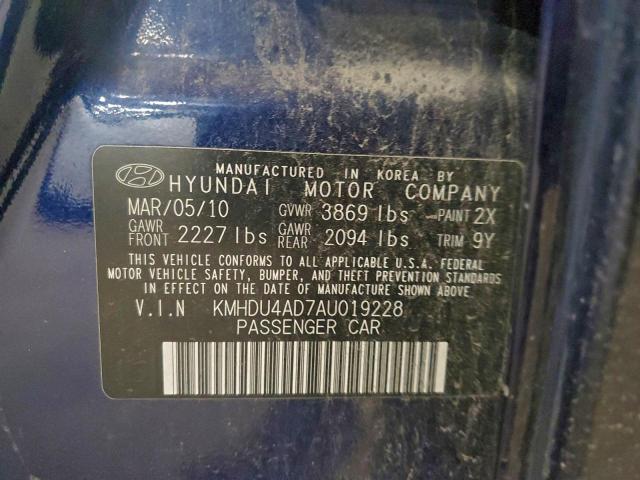 MANUFACTURED IN KOREA BY
HYUNDAI MOTOR COMPANY
MAR/05/10 GVWR 3869 lbs PAINT 2X
GAWR FRONT 2227 lbs GAWR REAR 2094 lbs TRIM 9Y
THIS VEHICLE CONFORMS TO ALL APPLICABLE U.S.A. FEDERAL
MOTOR VEHICLE SAFETY, BUMPER, AND THEFT PREVENTION STANDARDS
IN EFFECT ON THE DATE OF MANUFACTURE SHOWN ABOVE.
V.I.N KMHDU4AD7AU019228
PASSENGER CAR